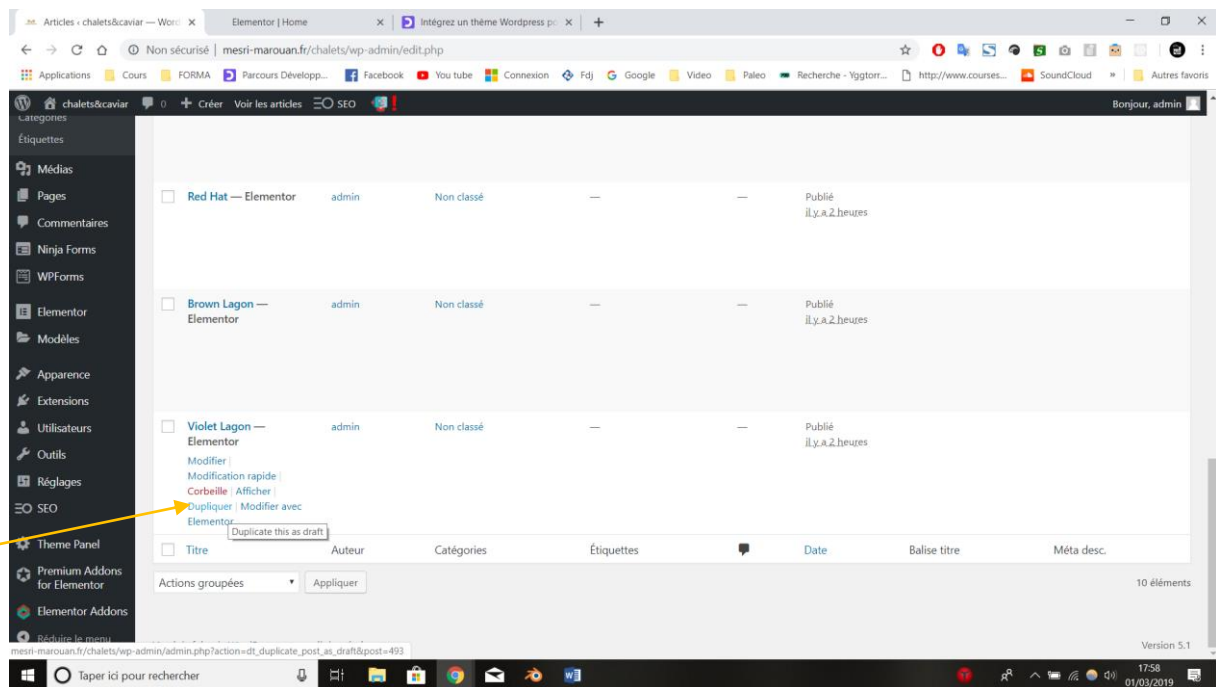 Articles ‹ chalets&caviar — Word
Elementor | Home
Intégrez un thème Wordpress po
Non sécurisé | mesri-marouan.fr/chalets/wp-admin/edit.php
Applications Cours FORMA Parcours Développ... Facebook You tube Connexion Fdj Google Video Paleo Recherche - Yggtorr... http://www.courses... SoundCloud » Autres favoris
chalets&caviar 0 + Créer Voir les articles SEO Bonjour, admin
Catégories
Étiquettes
Médias
Pages
Commentaires
Ninja Forms
WPForms
Elementor
Modèles
Apparence
Extensions
Utilisateurs
Outils
Réglages
SEO
Theme Panel
Premium Addons
for Elementor
Elementor Addons
Réduire le menu
Red Hat — Elementor admin Non classé — — Publié
il y a 2 heures
Brown Lagon — admin Non classé — — Publié
Elementor il y a 2 heures
Violet Lagon — admin Non classé — — Publié
Elementor il y a 2 heures
Modifier |
Modification rapide |
Corbeille | Afficher |
Dupliquer | Modifier avec
Elementor
Duplicate this as draft
Titre Auteur Catégories Étiquettes Date Balise titre Méta desc.
Actions groupées Appliquer 10 éléments
Version 5.1
mesri-marouan.fr/chalets/wp-admin/admin.php?action=dt_duplicate_post_as_draft&post=493
Taper ici pour rechercher
17:58
01/03/2019